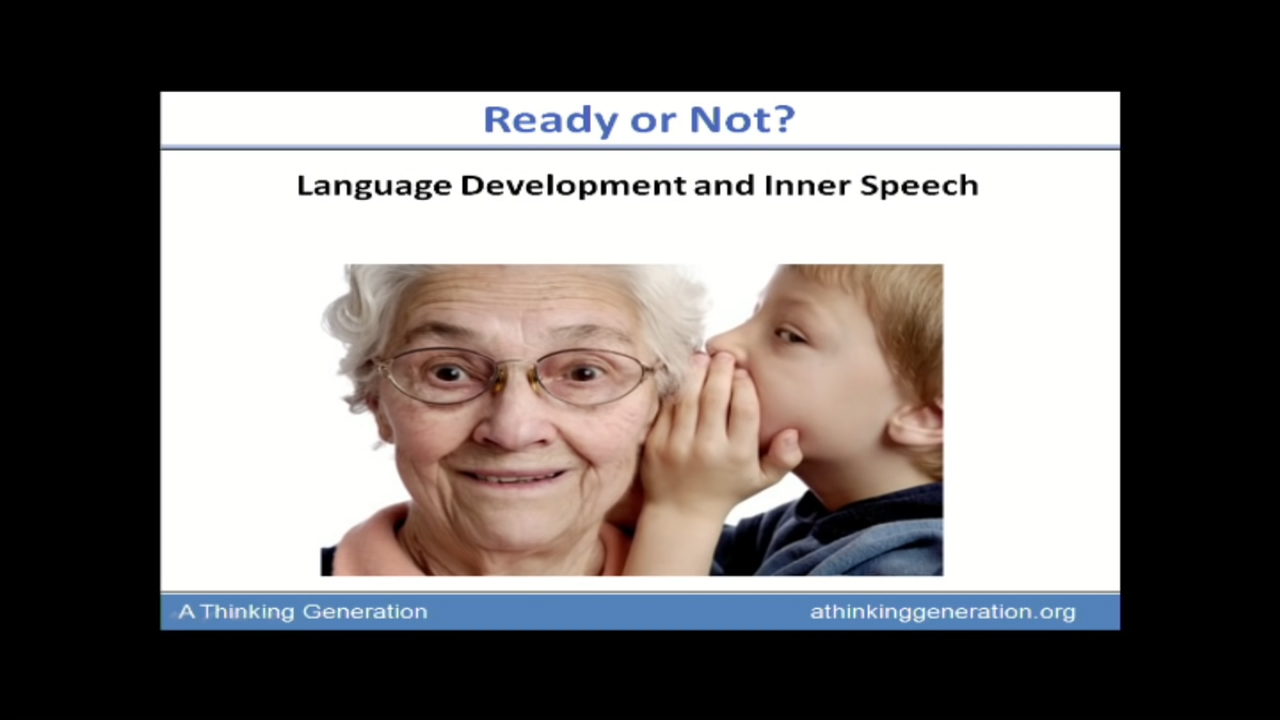 Ready or Not?
Language Development and Inner Speech
A Thinking Generation
athinkinggeneration.org